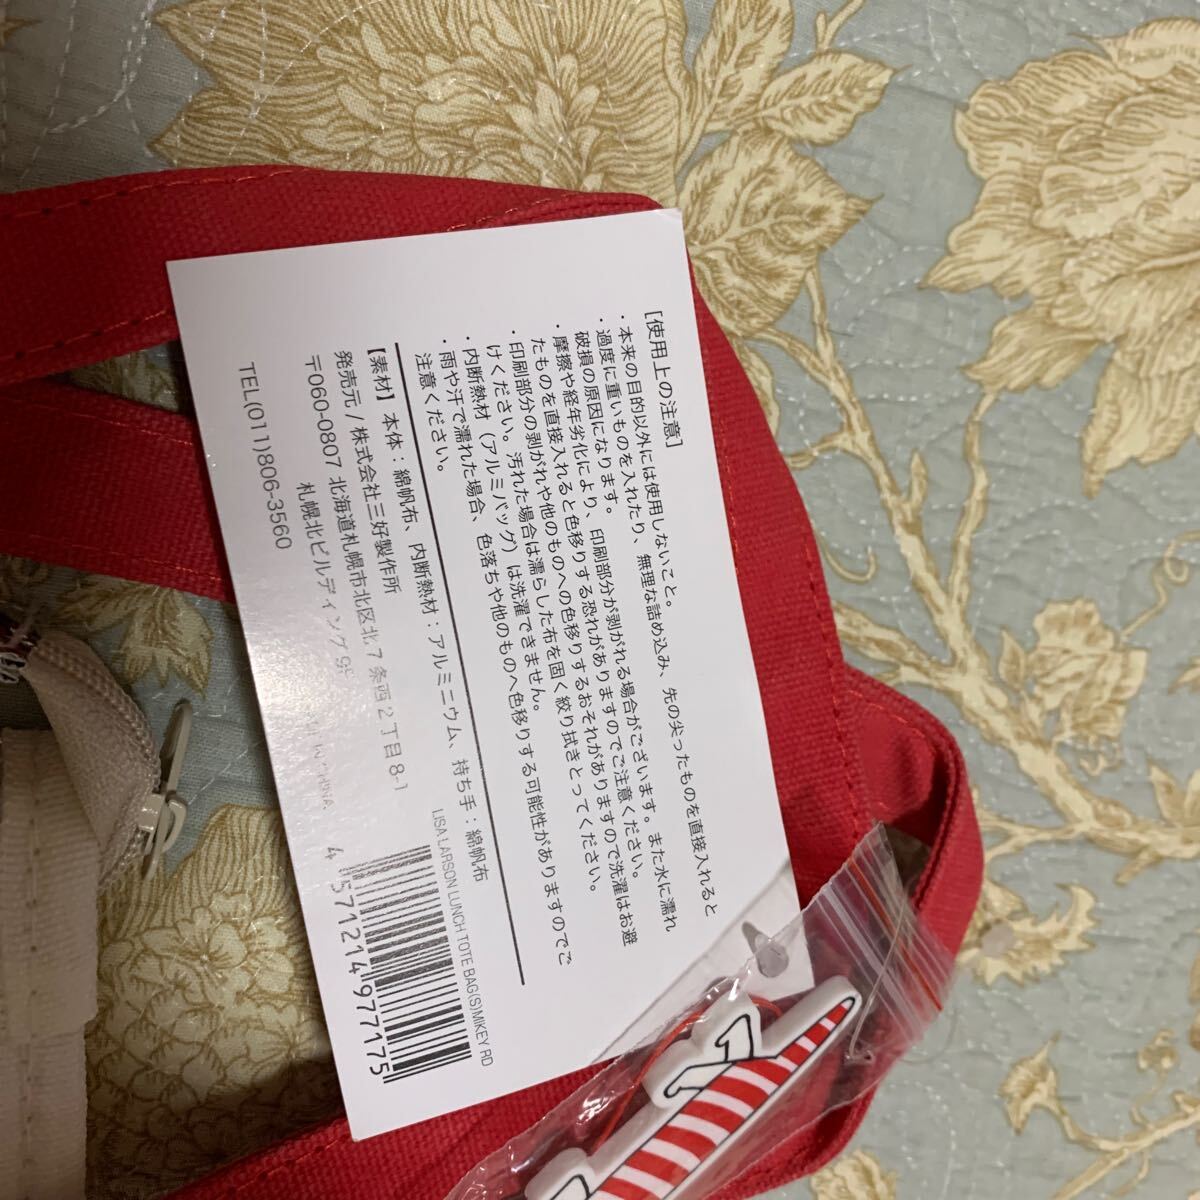 [使用上の注意]
・本来の目的以外には使用しないこと。
・過度に重いものを入れたり、無理な詰め込み、先の尖ったものを直接入れると
破損の原因になります。
・摩擦や経年劣化により、印刷部分が剥がれる場合がございます。また水に濡れ
たものを直接入れると色移りする恐れがありますのでご注意ください。
・印刷部分の剥がれや他のものへの色移りするおそれがありますので洗濯はお避
けください。汚れた場合は濡らした布を固く絞り拭きとってください。
・内断熱材（アルミバッグ）は洗濯できません。
・雨や汗で濡れた場合、色落ちや他のものへ色移りする可能性がありますのでご
注意ください。
【素材】本体：綿帆布、内断熱材：アルミニウム、持ち手：綿帆布
発売元/株式会社三好製作所
〒060-0807 北海道札幌市北区北7条西2丁目8-1
札幌北ビルディング
TEL(011)806-3560
LISA LARSON LUNCH TOTE BAG(S)MIKEY RD
4 571214 977175